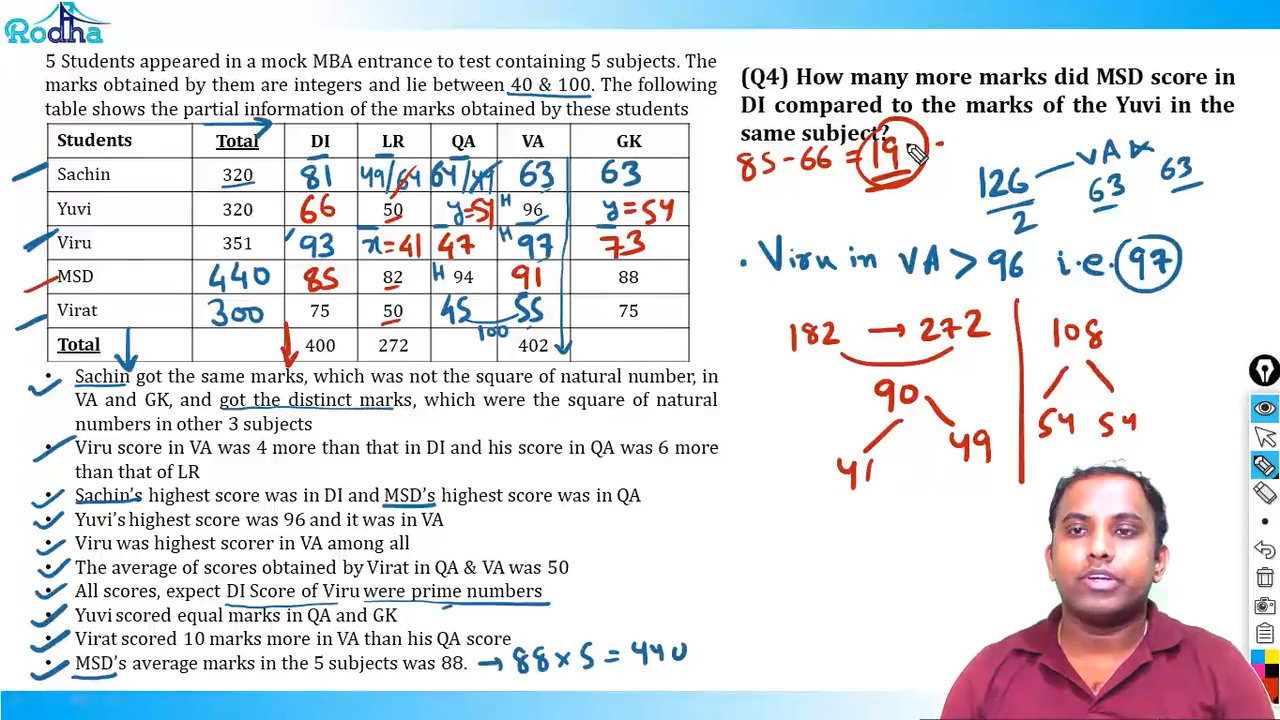 Rodha
5 Students appeared in a mock MBA entrance to test containing 5 subjects. The
marks obtained by them are integers and lie between 40 & 100. The following
table shows the partial information of the marks obtained by these students
Students Total DI LR QA VA GK
Sachin 320 81 49/64 64/49 63 63
Yuvi 320 66 50 y=54 H 96 y=54
Viru 351 93 x=41 47 H 97 73
MSD 440 85 82 H 94 91 88
Virat 300 75 50 45 55 75
100
Total 400 272 402
• Sachin got the same marks, which was not the square of natural number, in
VA and GK, and got the distinct marks, which were the square of natural
numbers in other 3 subjects
• Viru score in VA was 4 more than that in DI and his score in QA was 6 more
than that of LR
• Sachin's highest score was in DI and MSD's highest score was in QA
• Yuvi's highest score was 96 and it was in VA
• Viru was highest scorer in VA among all
• The average of scores obtained by Virat in QA & VA was 50
• All scores, expect DI Score of Viru were prime numbers
• Yuvi scored equal marks in QA and GK
• Virat scored 10 marks more in VA than his QA score
• MSD's average marks in the 5 subjects was 88. → 88 × 5 = 440
(Q4) How many more marks did MSD score in
DI compared to the marks of the Yuvi in the
same subject?
85 - 66 = 19
126 VA 63
2 63
• Viru in VA > 96 i.e. 97
182 → 272 108
90 54 54
41 49